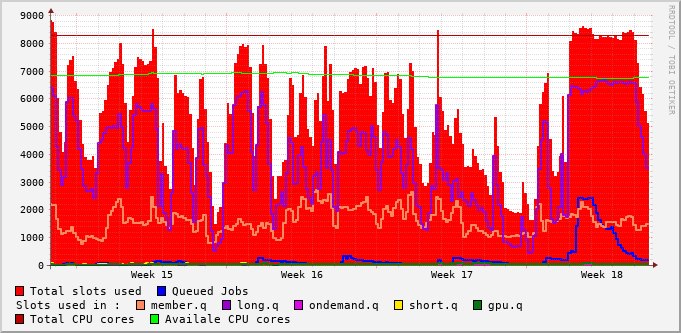 9000
8000
7000
6000
5000
4000
3000
2000
1000
0
Week 15 Week 16 Week 17 Week 18
RRDTOOL / TOBI OETIKER
Total slots used Queued Jobs
Slots used in : member.q long.q ondemand.q short.q gpu.q
Total CPU cores Availale CPU cores